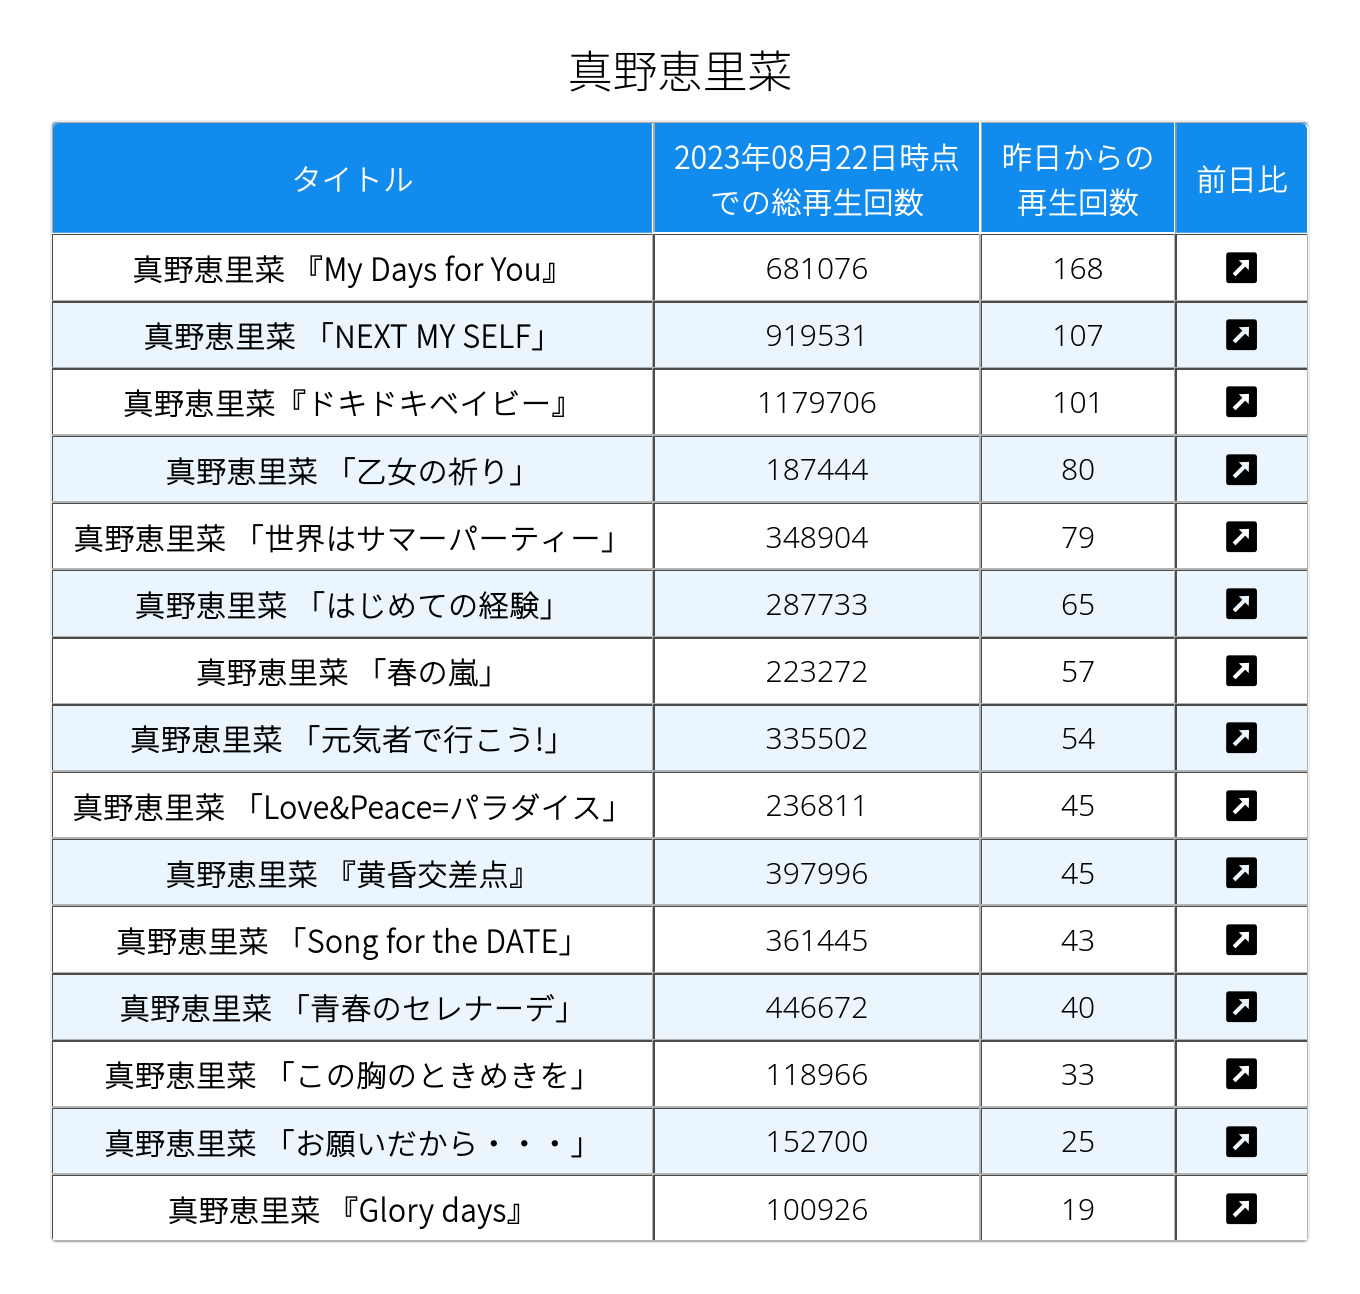 真野恵里菜
タイトル 2023年08月22日時点での総再生回数 昨日からの再生回数 前日比
真野恵里菜 『My Days for You』 681076 168 ↗
真野恵里菜 「NEXT MY SELF」 919531 107 ↗
真野恵里菜『ドキドキベイビー』 1179706 101 ↗
真野恵里菜 「乙女の祈り」 187444 80 ↗
真野恵里菜 「世界はサマーパーティー」 348904 79 ↗
真野恵里菜 「はじめての経験」 287733 65 ↗
真野恵里菜 「春の嵐」 223272 57 ↗
真野恵里菜 「元気者で行こう!」 335502 54 ↗
真野恵里菜 「Love&Peace=パラダイス」 236811 45 ↗
真野恵里菜 『黄昏交差点』 397996 45 ↗
真野恵里菜 「Song for the DATE」 361445 43 ↗
真野恵里菜 「青春のセレナーデ」 446672 40 ↗
真野恵里菜 「この胸のときめきを」 118966 33 ↗
真野恵里菜 「お願いだから・・・」 152700 25 ↗
真野恵里菜 『Glory days』 100926 19 ↗